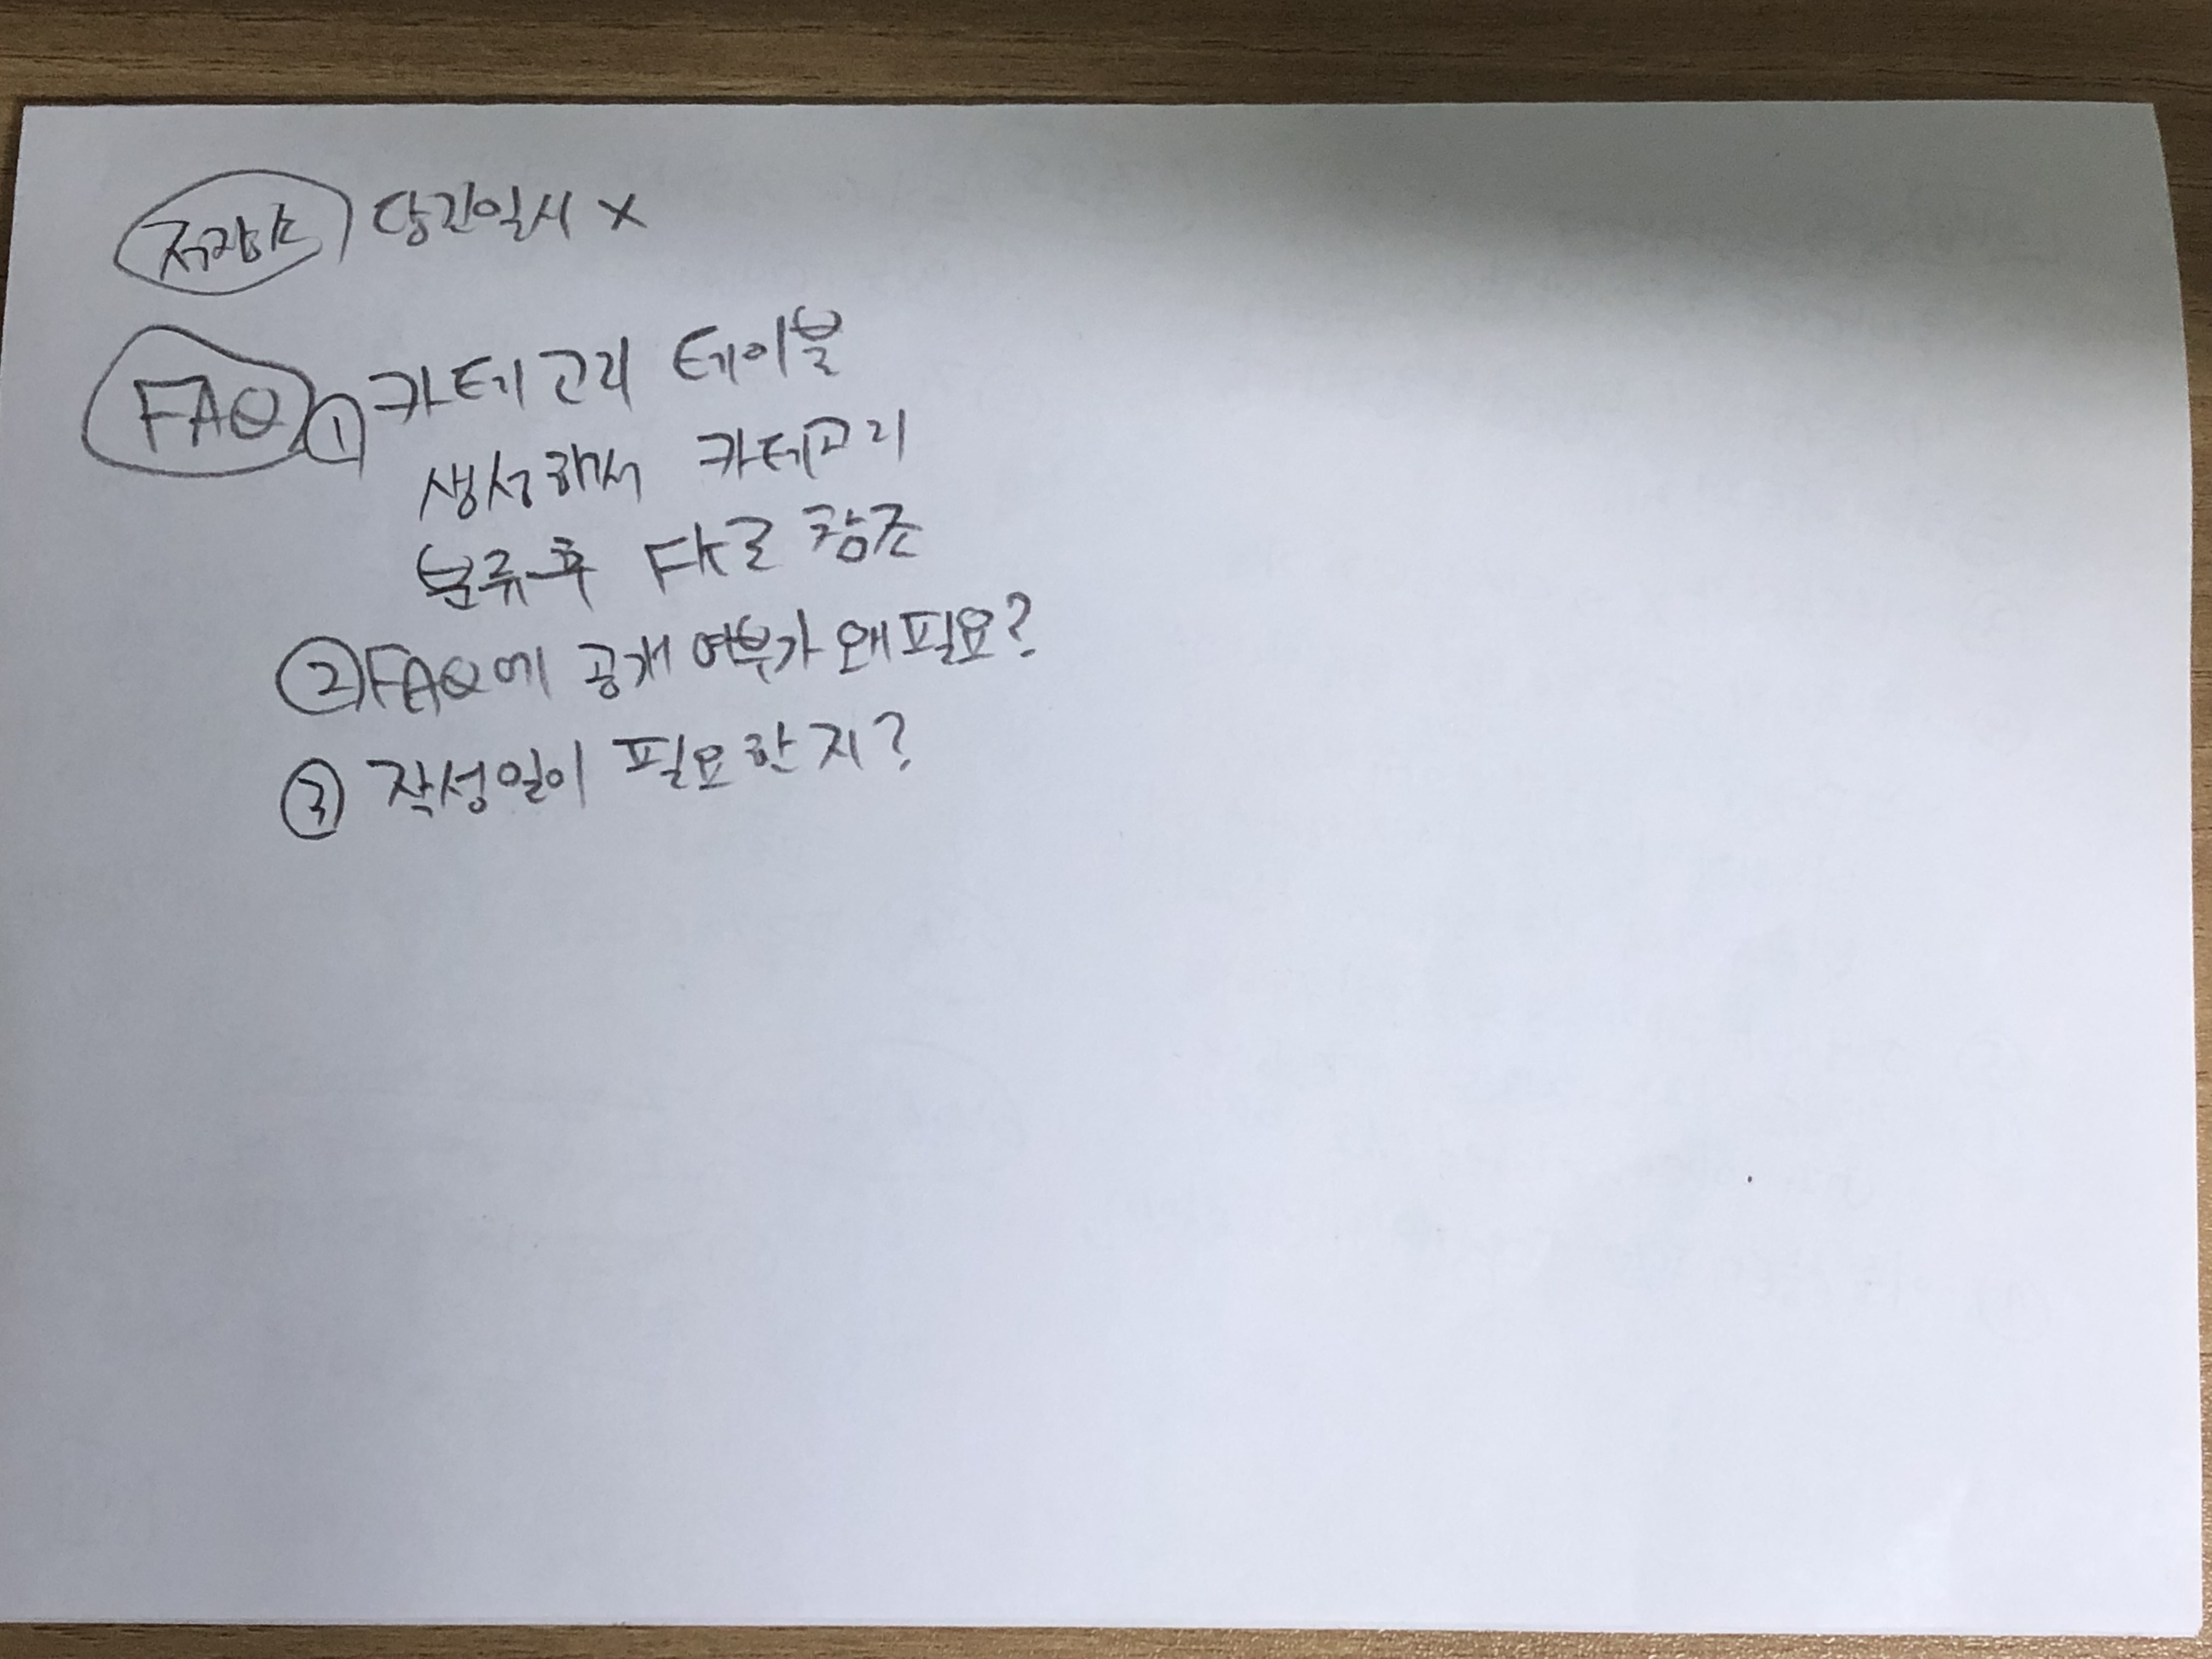 저장소 담긴일시 X
FAQ ① 카테고리 테이블
생성해서 카테고리
분류후 FK로 참조
② FAQ에 공개 여부가 왜 필요?
③ 작성일이 필요한지?